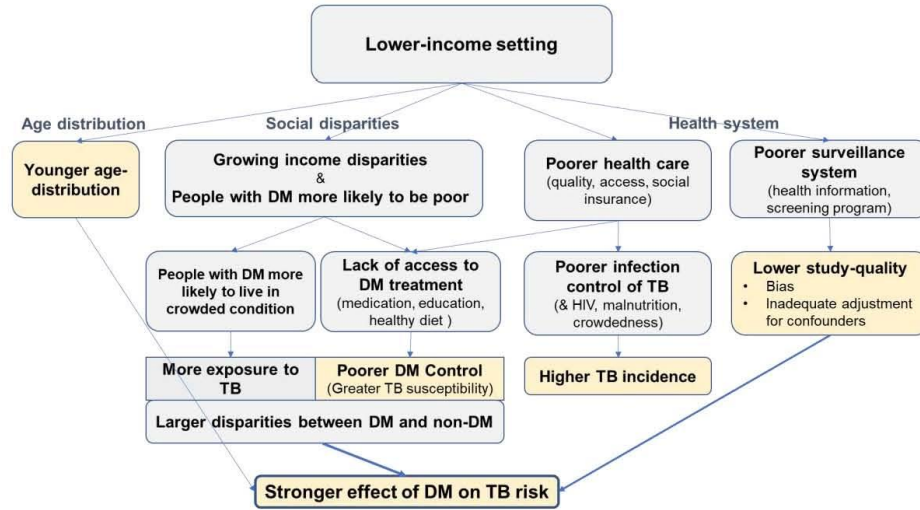 Lower-income setting
Age distribution
Social disparities
Health system
Younger age-
distribution
Growing income disparities
&
People with DM more likely to be poor
Poorer health care
(quality, access, social
insurance)
Poorer surveillance
system
(health information,
screening program)
People with DM more
likely to live in
crowded condition
Lack of access to
DM treatment
(medication, education,
healthy diet )
Poorer infection
control of TB
(& HIV, malnutrition,
crowdedness)
Lower study-quality
• Bias
• Inadequate adjustment
for confounders
More exposure to
TB
Poorer DM Control
(Greater TB susceptibility)
Higher TB incidence
Larger disparities between DM and non-DM
Stronger effect of DM on TB risk